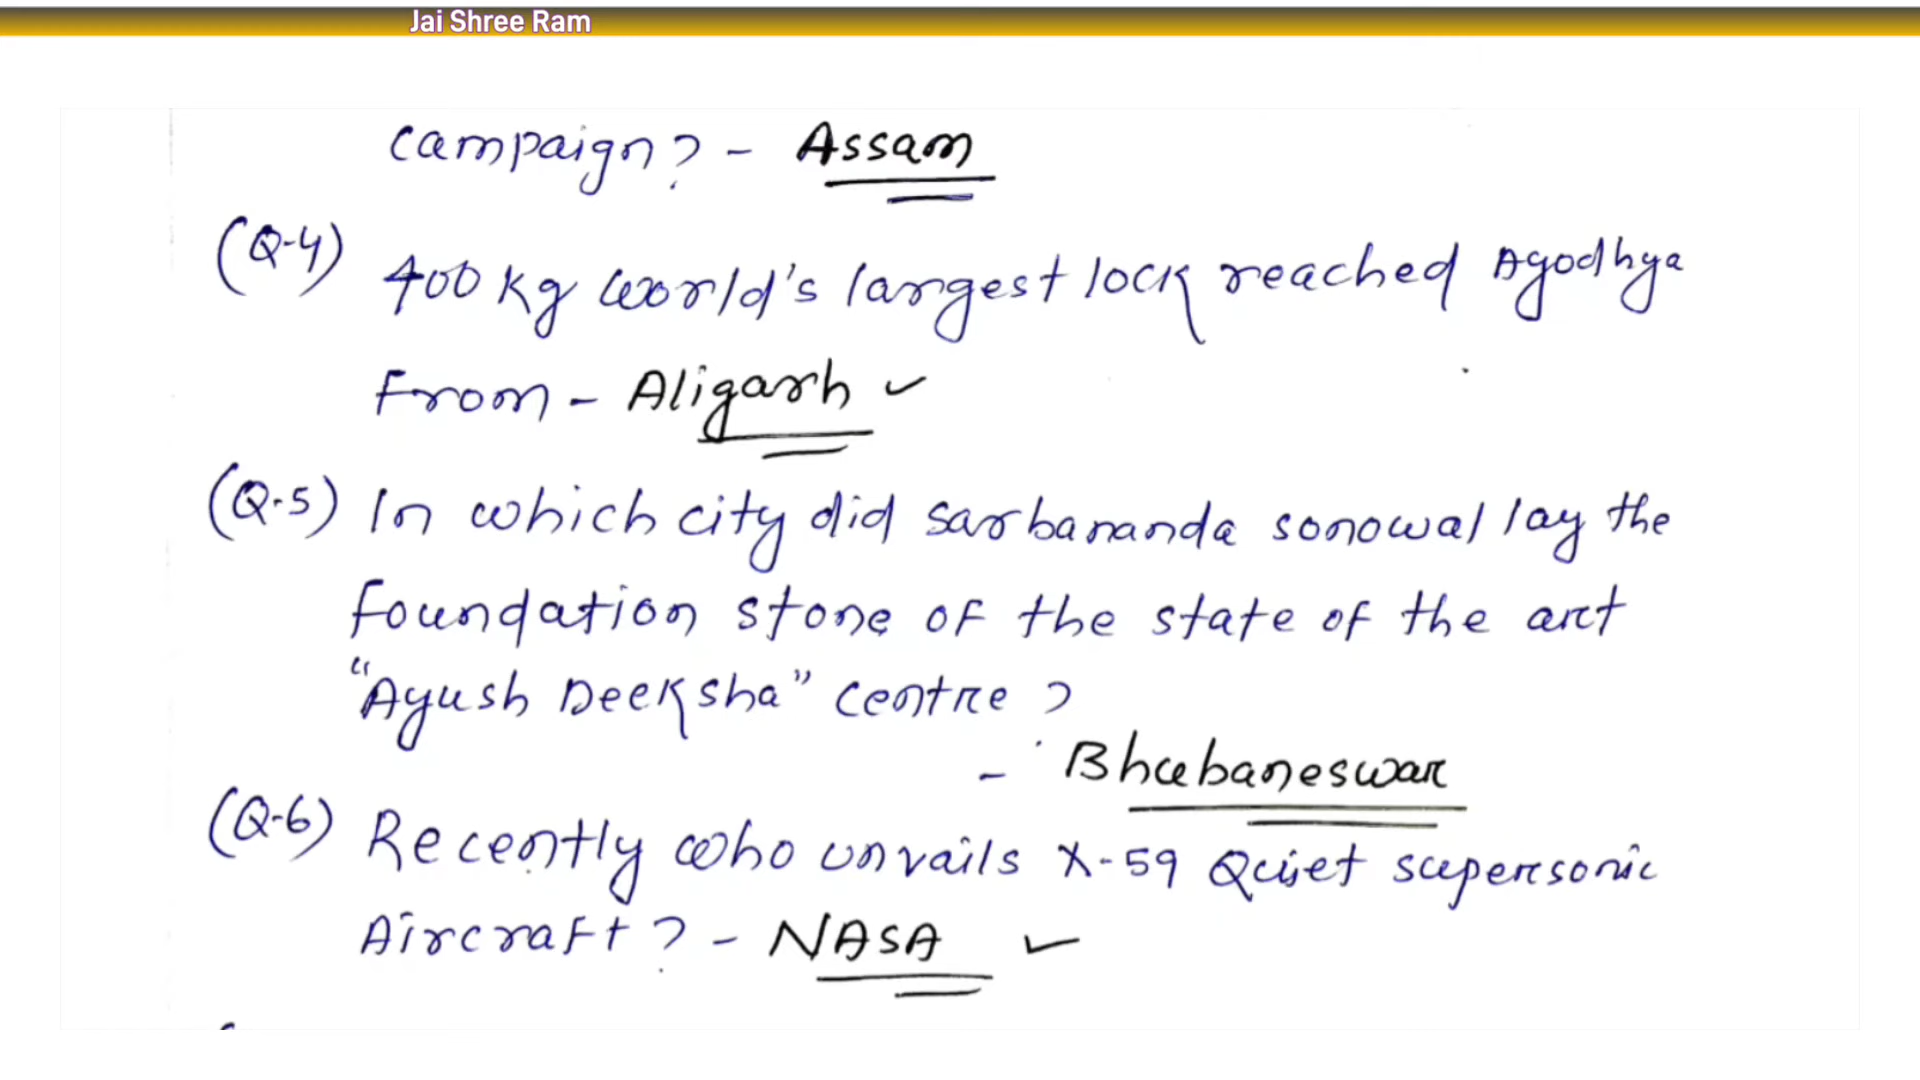 Jai Shree Ram
campaign? - Assam
(Q-4) 400 kg world's largest lock reached Ayodhya
From - Aligarh ✓
(Q-5) In which city did sarbananda sonowal lay the
foundation stone of the state of the art
"Ayush Deeksha" centre ?
- Bhubaneswar
(Q-6) Recently who unvails X-59 Quiet supersonic
Aircraft ? - NASA ✓